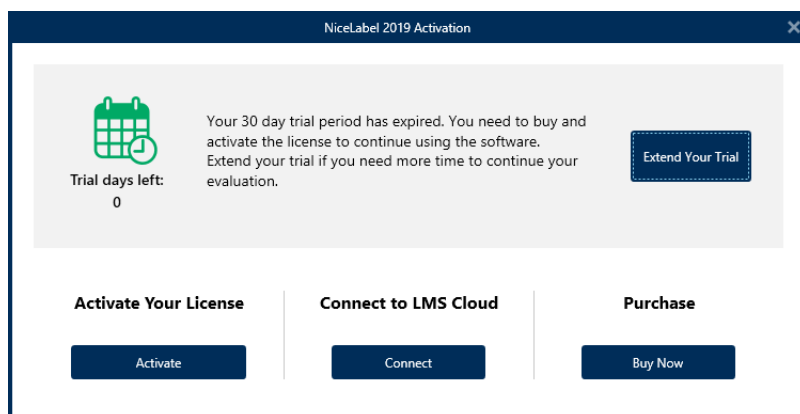 NiceLabel 2019 Activation
Your 30 day trial period has expired. You need to buy and
activate the license to continue using the software.
Extend your trial if you need more time to continue your
evaluation.
Trial days left:
0
Extend Your Trial
Activate Your License
Connect to LMS Cloud
Purchase
Activate
Connect
Buy Now